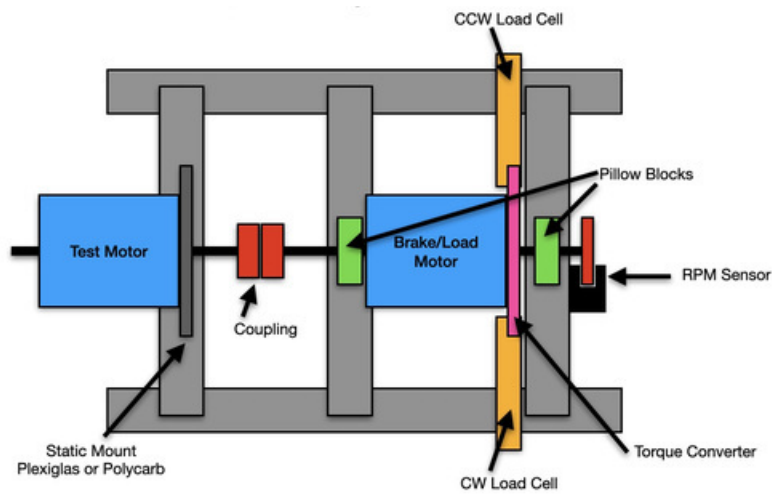 CCW Load Cell
Pillow Blocks
Test Motor
Brake/Load
Motor
RPM Sensor
Coupling
Static Mount
Plexiglas or Polycarb
Torque Converter
CW Load Cell